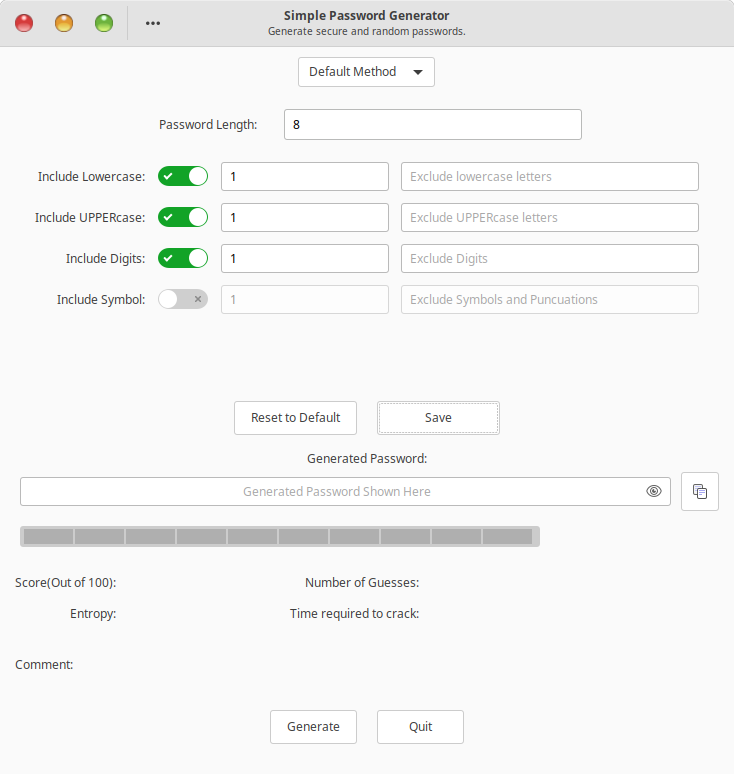 Simple Password Generator
Generate secure and random passwords.
Default Method
Password Length: 8
Include Lowercase: 1 Exclude lowercase letters
Include UPPERcase: 1 Exclude UPPERcase letters
Include Digits: 1 Exclude Digits
Include Symbol: 1 Exclude Symbols and Puncuations
Reset to Default Save
Generated Password:
Generated Password Shown Here
Score(Out of 100): Number of Guesses:
Entropy: Time required to crack:
Comment:
Generate Quit